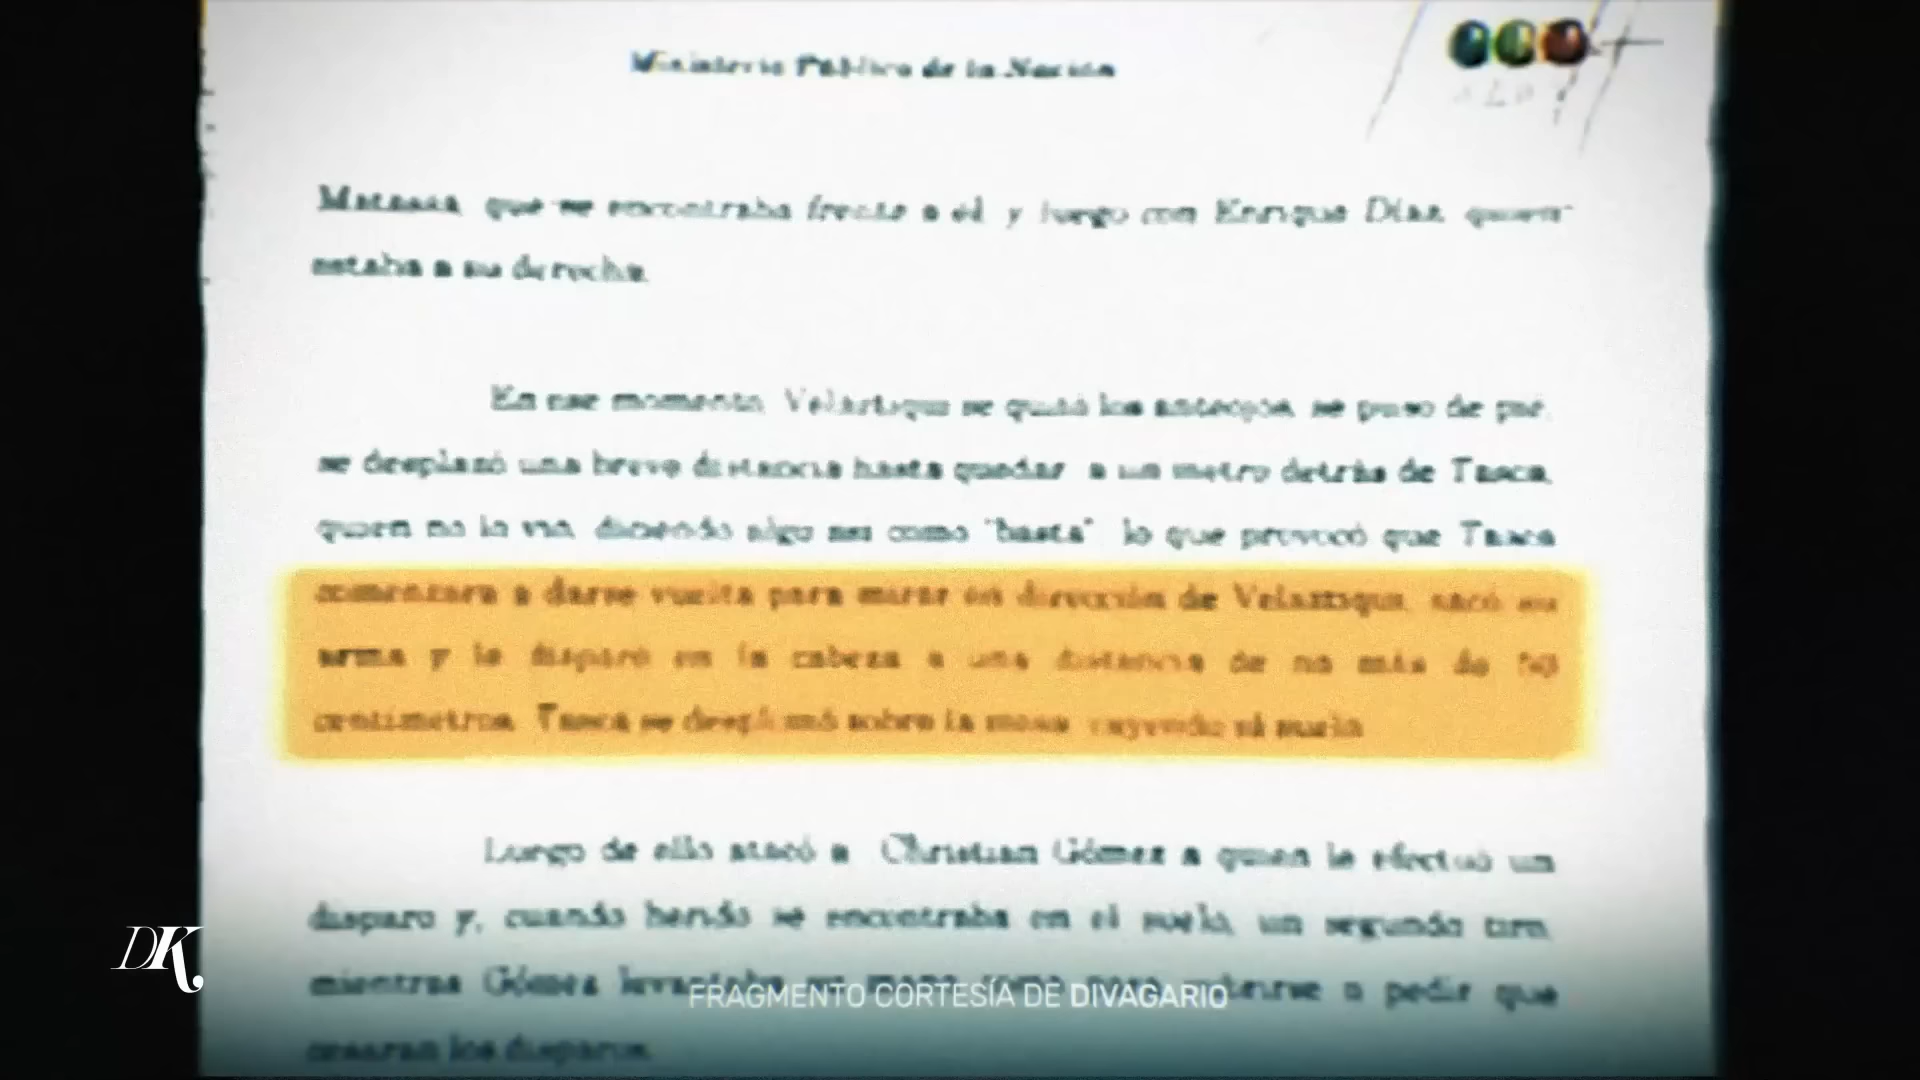 Ministerio Público de la Nación
que se encontraba frente a él y luego con Enrique Díaz quien
estaba a su derecha.
En ese momento Velaztiqui se quitó los anteojos, se puso de pie,
se desplazó una breve distancia hasta quedar a un metro detrás de Tasca,
quien no lo vio, diciendo algo así como "basta" lo que provocó que Tasca
comenzara a darse vuelta para mirar en dirección de Velaztiqui, sacó su
arma y le disparó en la cabeza a una distancia de no más de 50
centímetros. Tasca se desplomó sobre la mesa cayendo al suelo.
Luego de ello atacó a Christian Gómez a quien le efectuó un
disparo y, cuando herido se encontraba en el suelo, un segundo tiro,
mientras Gómez levantaba o pedir que
cesaran los disparos.
DK.
FRAGMENTO CORTESÍA DE DIVAGARIO